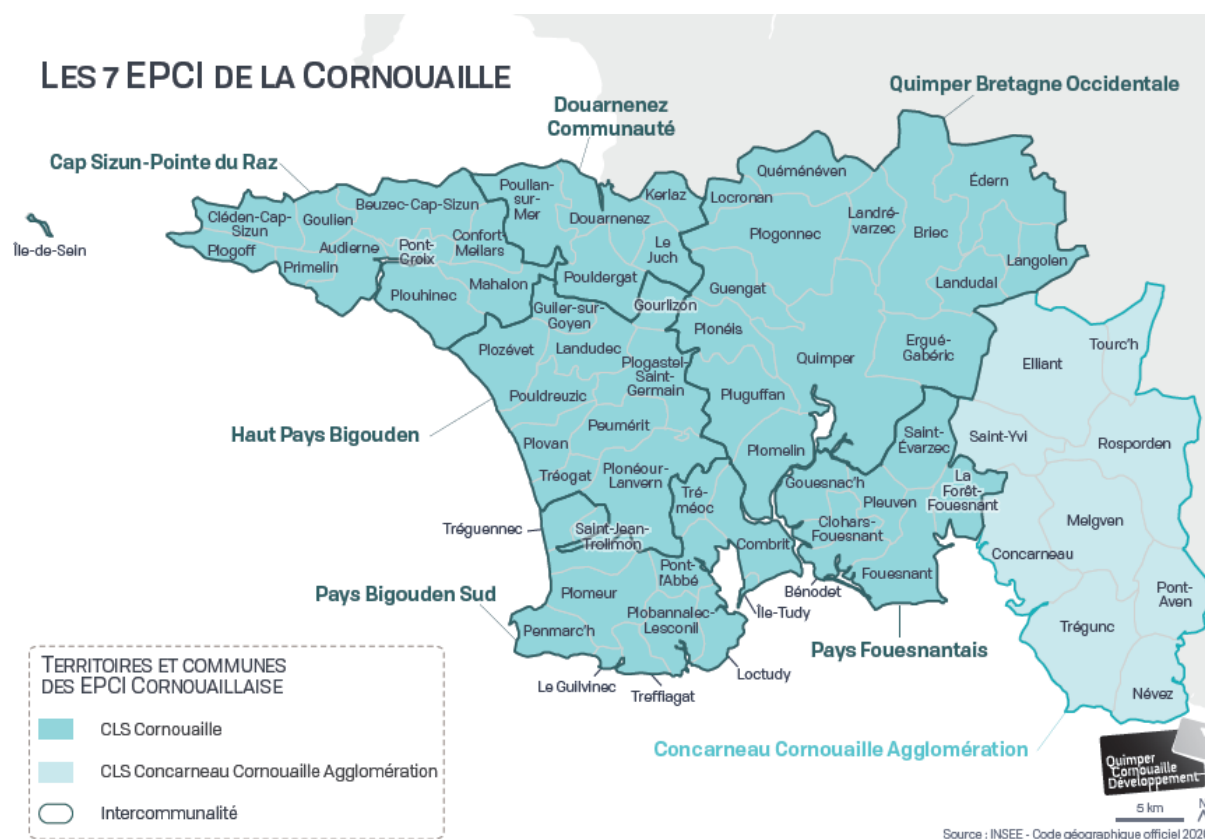 LES 7 EPCI DE LA CORNOUAILLE
Quimper Bretagne Occidentale
Douarnenez
Communauté
Cap Sizun-Pointe du Raz
Île-de-Sein
Cléden-Cap-
Sizun
Goulien
Beuzec-Cap-Sizun
Plogoff
Primelin
Audierne
Pont-
Croix
Confort-
Meilars
Mahalon
Plouhinec
Poullan-
sur-
Mer
Douarnenez
Kerlaz
Le
Juch
Pouldergat
Gourlizon
Locronan
Quéménéven
Plogonnec
Landré-
varzec
Briec
Édern
Langolen
Landudal
Guengat
Plonéis
Quimper
Ergué-
Gabéric
Pluguffan
Plomelin
Guiler-sur-
Goyen
Plozévet
Landudec
Plogastel-
Saint-
Germain
Pouldreuzic
Peumérit
Haut Pays Bigouden
Plovan
Tréogat
Plonéour-
Lanvern
Tré-
méoc
Tréguennec
Saint-Jean-
Trolimon
Combrit
Pont-
l'Abbé
Plomeur
Plobannalec-
Lesconil
Penmarc'h
Pays Bigouden Sud
Le Guilvinec
Treffiagat
Loctudy
Île-Tudy
Bénodet
Saint-
Évarzec
Gouesnac'h
Pleuven
La
Forêt-
Fouesnant
Clohars-
Fouesnant
Fouesnant
Pays Fouesnantais
Elliant
Tourc'h
Saint-Yvi
Rosporden
Melgven
Concarneau
Pont-
Aven
Trégunc
Névez
Concarneau Cornouaille Agglomération
TERRITOIRES ET COMMUNES
DES EPCI CORNOUAILLAISE
CLS Cornouaille
CLS Concarneau Cornouaille Agglomération
Intercommunalité
Quimper
Cornouaille
Développement
5 km
N
Source : INSEE - Code géographique officiel 2020